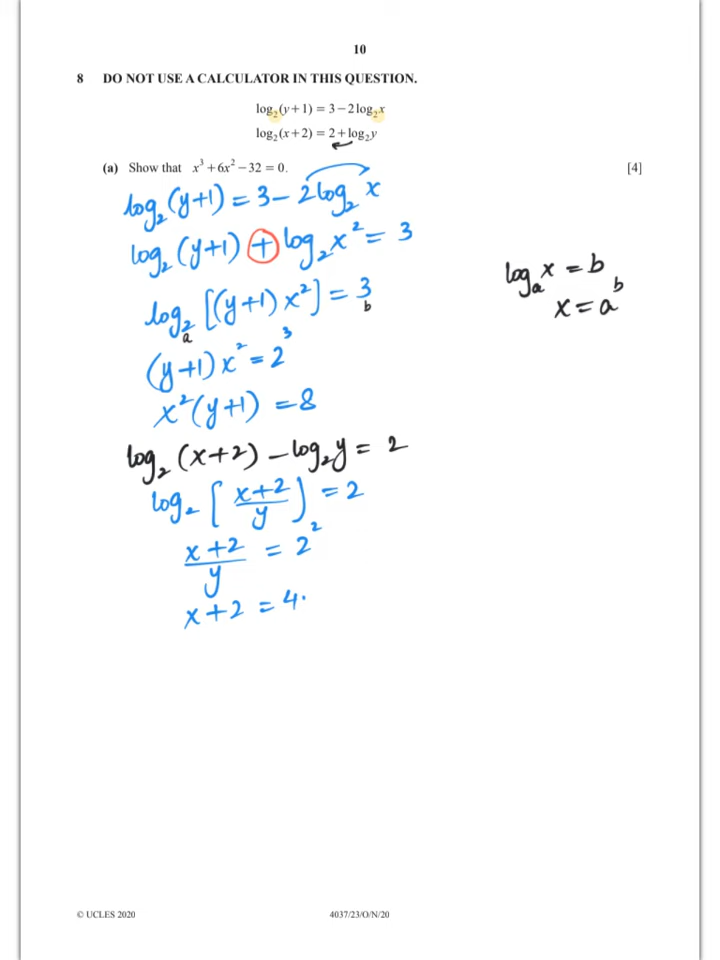 10
8 DO NOT USE A CALCULATOR IN THIS QUESTION.
log₂(y+1) = 3 − 2log₂x
log₂(x+2) = 2 + log₂y
(a) Show that x³ + 6x² − 32 = 0. [4]
log₂(y+1) = 3 − 2log₂ x
log₂(y+1) + log₂x² = 3
logₐ x = b
x = aᵇ
log₂[(y+1)x²] = 3
a b
(y+1)x² = 2³
x²(y+1) = 8
log₂(x+2) − log₂y = 2
log₂[x+2/y) = 2
x+2/y = 2²
x+2 = 4.
© UCLES 2020 4037/23/O/N/20